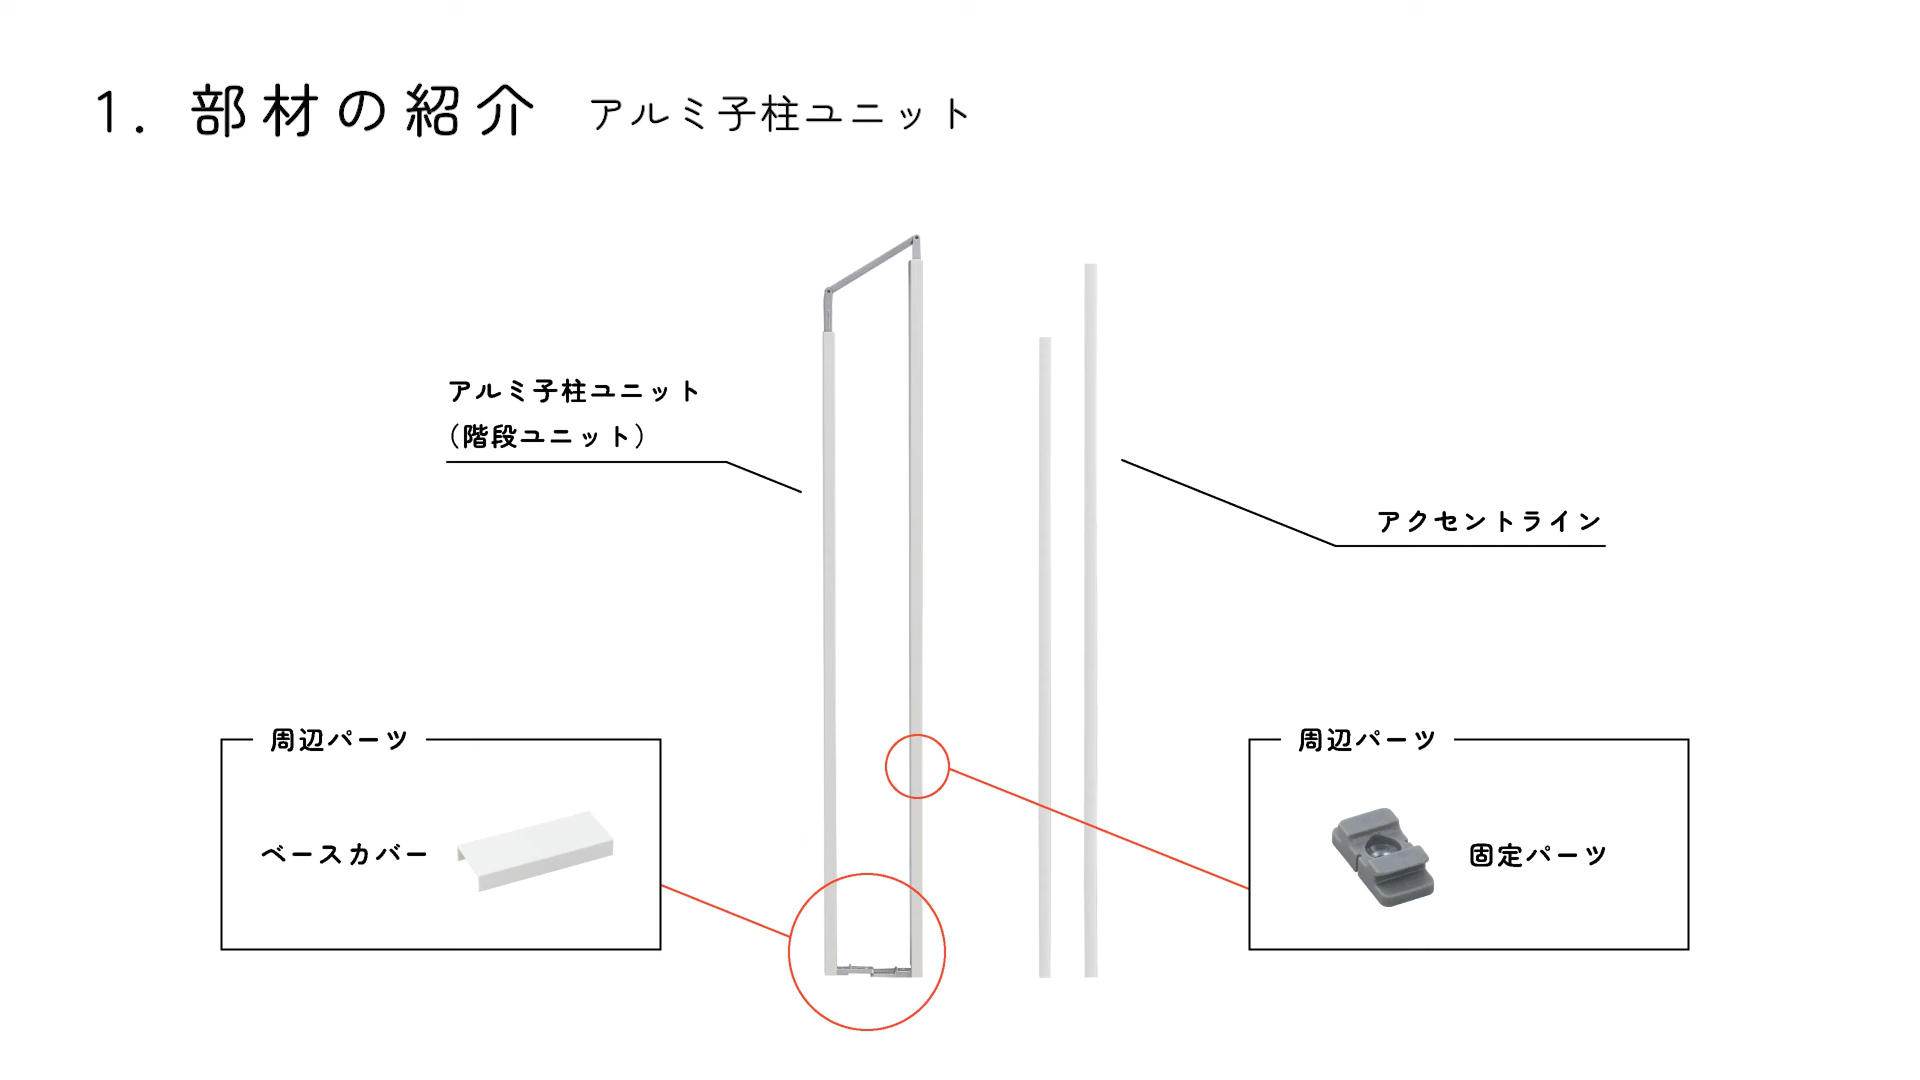 1. 部材の紹介 アルミ子柱ユニット
アルミ子柱ユニット
（階段ユニット）
アクセントライン
周辺パーツ
ベースカバー
周辺パーツ
固定パーツ